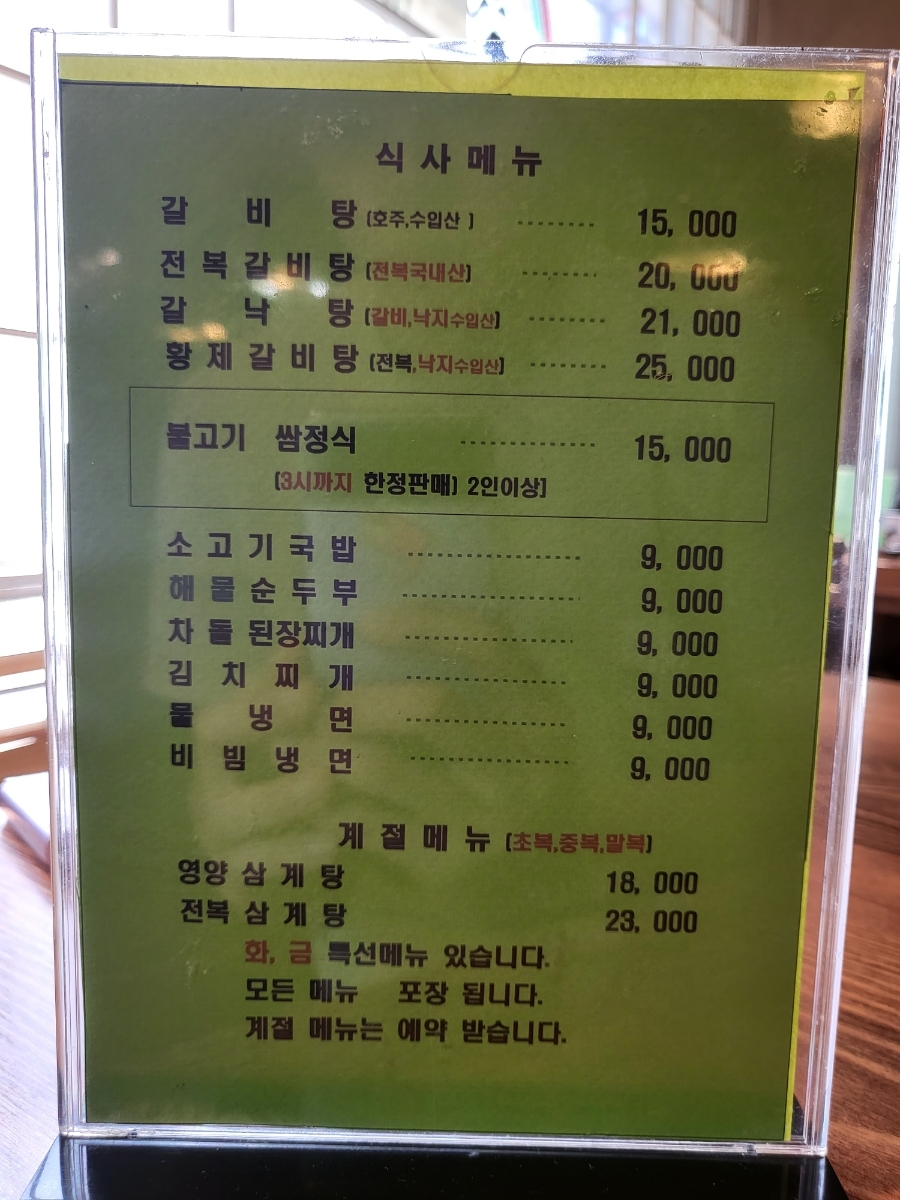 식사메뉴
갈 비 탕 (호주,수입산 ) ········ 15, 000
전복갈비탕 [전복국내산] ········ 20, 000
갈 낙 탕 [갈비,낙지수입산] ········ 21, 000
황제갈비탕 [전복,낙지수입산] ········ 25, 000
불고기 쌈정식 ········ 15, 000
(3시까지 한정판매) 2인이상]
소고기국밥 ········ 9, 000
해물순두부 ········ 9, 000
차돌된장찌개 ········ 9, 000
김치찌개 ········ 9, 000
물 냉 면 ········ 9, 000
비빔냉면 ········ 9, 000
계절메뉴 [초복,중복,말복]
영양삼계탕 18, 000
전복삼계탕 23, 000
화, 금 특선메뉴 있습니다.
모든 메뉴 포장 됩니다.
계절 메뉴는 예약 받습니다.